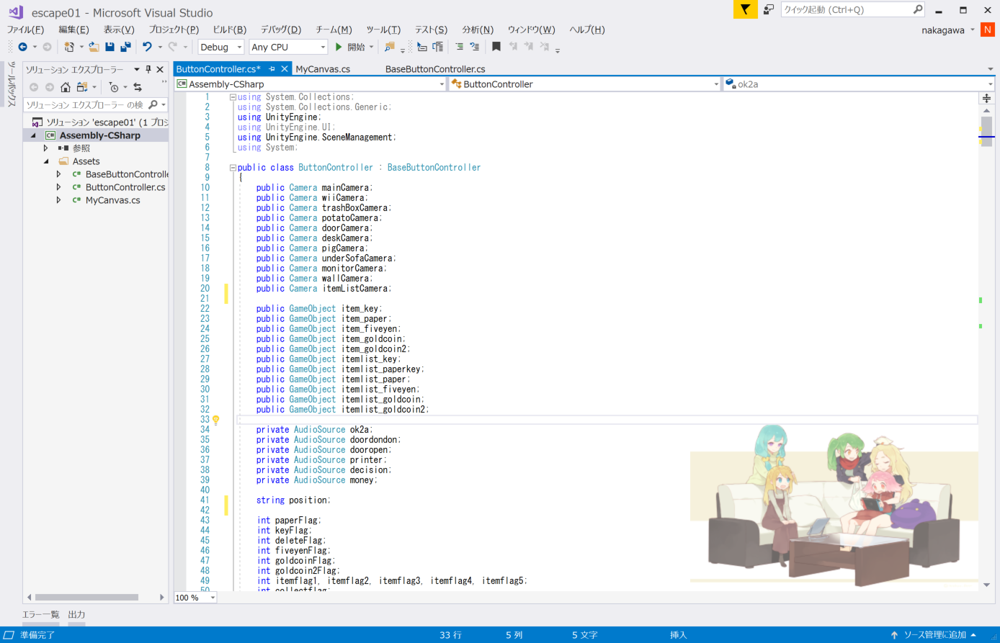 escape01 - Microsoft Visual Studio
クイック起動 (Ctrl+Q)
ファイル(F) 編集(E) 表示(V) プロジェクト(P) ビルド(B) デバッグ(D) チーム(M) ツール(T) テスト(S) 分析(N) ウィンドウ(W) ヘルプ(H)
nakagawa N
Debug Any CPU 開始
ツールボックス
ソリューション エクスプローラー
ソリューション エクスプローラー の検
ソリューション 'escape01' (1 プロジ
C# Assembly-CSharp
参照
Assets
C# BaseButtonControlle
C# ButtonController.cs
C# MyCanvas.cs
ButtonController.cs* MyCanvas.cs BaseButtonController.cs
C# Assembly-CSharp ButtonController ok2a
1 using System.Collections;
2 using System.Collections.Generic;
3 using UnityEngine;
4 using UnityEngine.UI;
5 using UnityEngine.SceneManagement;
6 using System;
7
8 public class ButtonController : BaseButtonController
9 {
10 public Camera mainCamera;
11 public Camera wiiCamera;
12 public Camera trashBoxCamera;
13 public Camera potatoCamera;
14 public Camera doorCamera;
15 public Camera deskCamera;
16 public Camera pigCamera;
17 public Camera underSofaCamera;
18 public Camera monitorCamera;
19 public Camera wallCamera;
20 public Camera itemListCamera;
21
22 public GameObject item_key;
23 public GameObject item_paper;
24 public GameObject item_fiveyen;
25 public GameObject item_goldcoin;
26 public GameObject item_goldcoin2;
27 public GameObject itemlist_key;
28 public GameObject itemlist_paperkey;
29 public GameObject itemlist_paper;
30 public GameObject itemlist_fiveyen;
31 public GameObject itemlist_goldcoin;
32 public GameObject itemlist_goldcoin2;
33
34 private AudioSource ok2a;
35 private AudioSource doordondon;
36 private AudioSource dooropen;
37 private AudioSource printer;
38 private AudioSource decision;
39 private AudioSource money;
40
41 string position;
42
43 int paperFlag;
44 int keyFlag;
45 int deleteFlag;
46 int fiveyenFlag;
47 int goldcoinFlag;
48 int goldcoin2Flag;
49 int itemflag1, itemflag2, itemflag3, itemflag4, itemflag5;
50 int collectflag;
100 %
エラー一覧 出力
準備完了 33 行 5 列 5 文字 挿入 ソース管理に追加